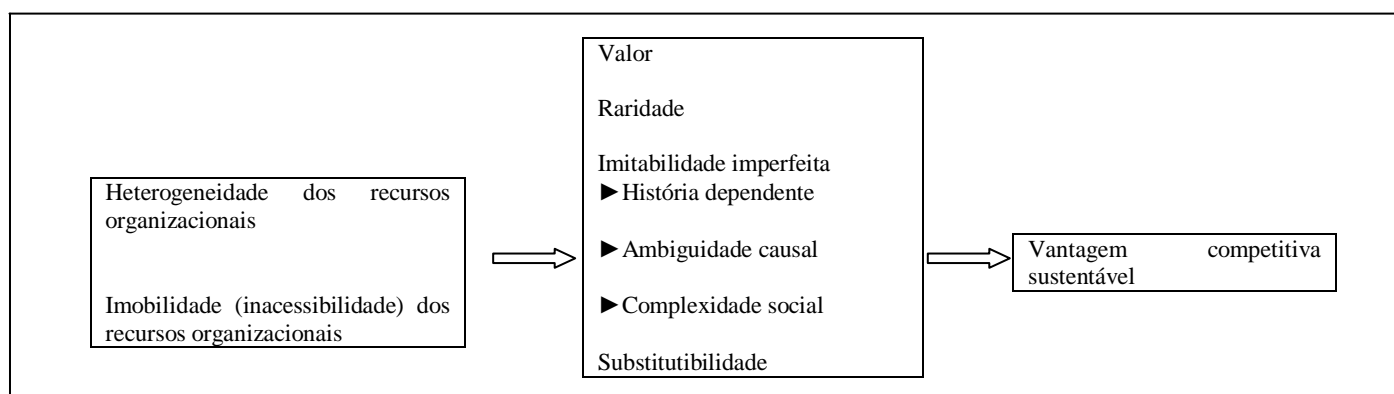 Heterogeneidade dos recursos
organizacionais
Imobilidade (inacessibilidade) dos
recursos organizacionais
Valor
Raridade
Imitabilidade imperfeita
►História dependente
►Ambiguidade causal
►Complexidade social
Substitutibilidade
Vantagem competitiva
sustentável